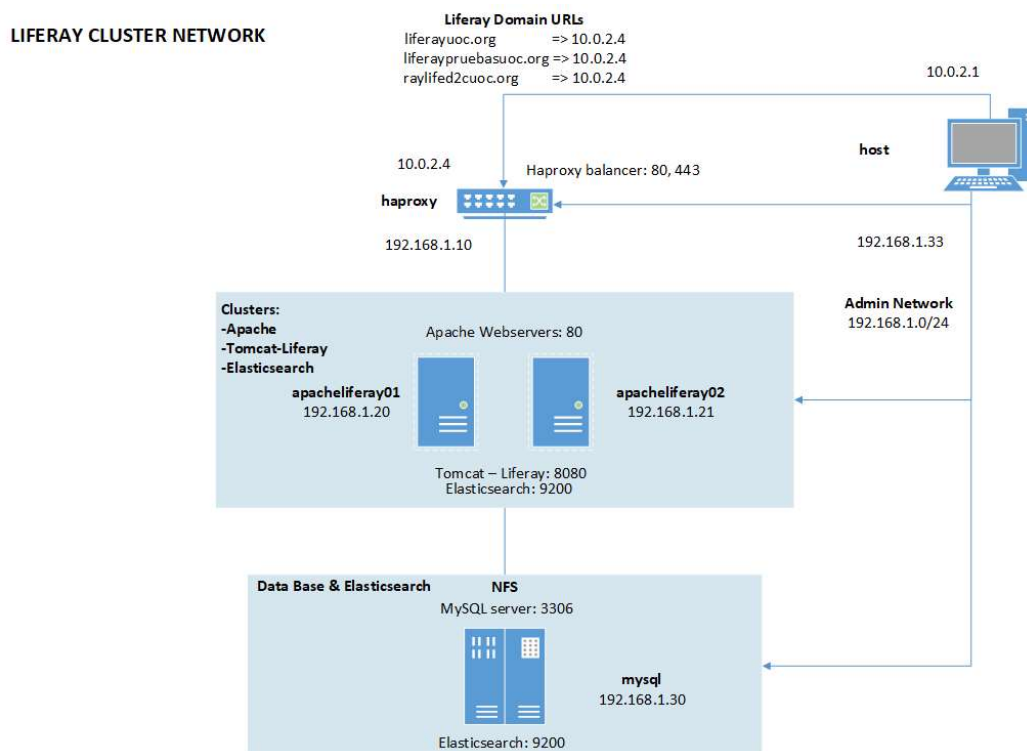 Liferay Domain URLs
LIFERAY CLUSTER NETWORK
liferayuoc.org => 10.0.2.4
liferaypruebasuoc.org => 10.0.2.4
raylifed2cuoc.org => 10.0.2.4
10.0.2.1
host
10.0.2.4
Haproxy balancer: 80, 443
haproxy
192.168.1.10
192.168.1.33
Admin Network
192.168.1.0/24
Clusters:
-Apache
-Tomcat-Liferay
-Elasticsearch
Apache Webservers: 80
apacheliferay01
192.168.1.20
apacheliferay02
192.168.1.21
Tomcat – Liferay: 8080
Elasticsearch: 9200
Data Base & Elasticsearch
NFS
MySQL server: 3306
mysql
192.168.1.30
Elasticsearch: 9200